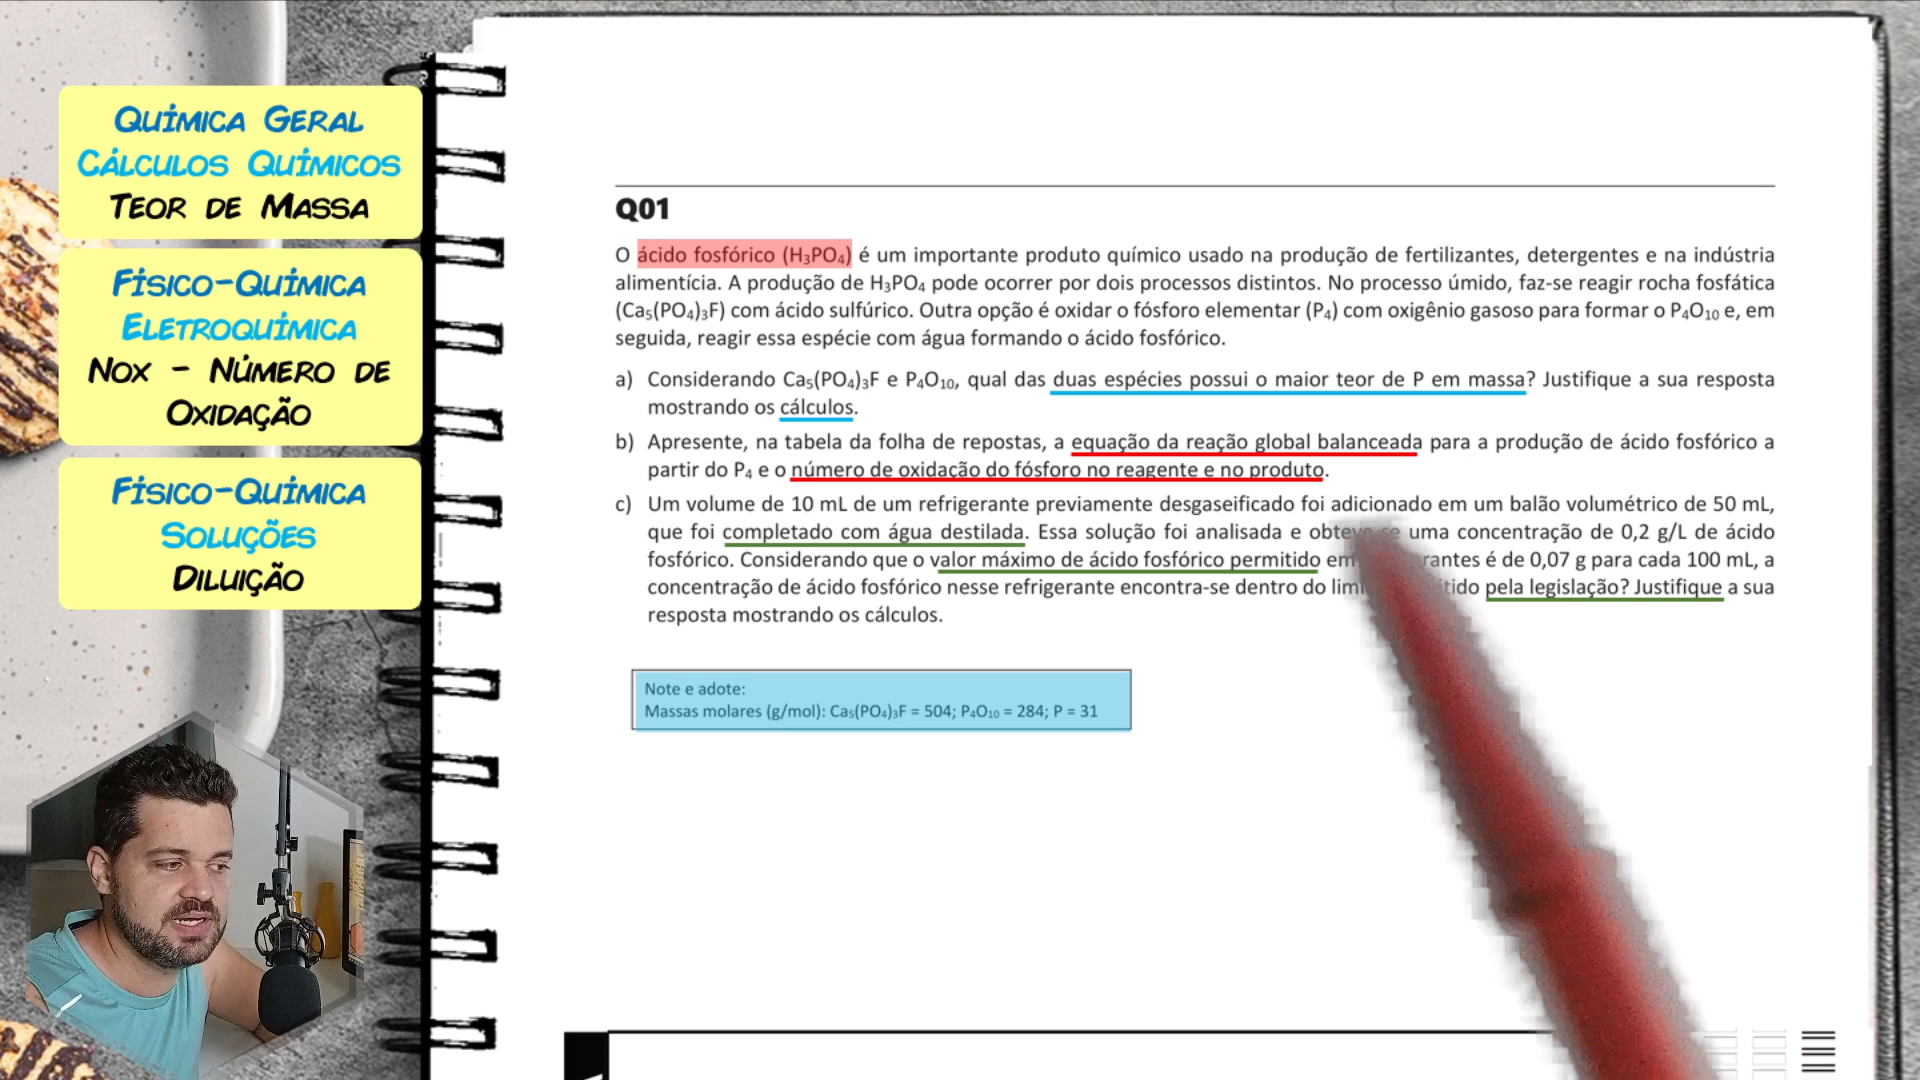 QUÍMICA GERAL
CÁLCULOS QUÍMICOS
TEOR DE MASSA
FÍSICO-QUÍMICA
ELETROQUÍMICA
NOX - NÚMERO DE
OXIDAÇÃO
FÍSICO-QUÍMICA
SOLUÇÕES
DILUIÇÃO
Q01
O ácido fosfórico (H₃PO₄) é um importante produto químico usado na produção de fertilizantes, detergentes e na indústria
alimentícia. A produção de H₃PO₄ pode ocorrer por dois processos distintos. No processo úmido, faz-se reagir rocha fosfática
(Ca₅(PO₄)₃F) com ácido sulfúrico. Outra opção é oxidar o fósforo elementar (P₄) com oxigênio gasoso para formar o P₄O₁₀ e, em
seguida, reagir essa espécie com água formando o ácido fosfórico.
a) Considerando Ca₅(PO₄)₃F e P₄O₁₀, qual das duas espécies possui o maior teor de P em massa? Justifique a sua resposta
mostrando os cálculos.
b) Apresente, na tabela da folha de repostas, a equação da reação global balanceada para a produção de ácido fosfórico a
partir do P₄ e o número de oxidação do fósforo no reagente e no produto.
c) Um volume de 10 mL de um refrigerante previamente desgaseificado foi adicionado em um balão volumétrico de 50 mL,
que foi completado com água destilada. Essa solução foi analisada e obteve-se uma concentração de 0,2 g/L de ácido
fosfórico. Considerando que o valor máximo de ácido fosfórico permitido em é de 0,07 g para cada 100 mL, a
concentração de ácido fosfórico nesse refrigerante encontra-se dentro do pela legislação? Justifique a sua
resposta mostrando os cálculos.
Note e adote:
Massas molares (g/mol): Ca₅(PO₄)₃F = 504; P₄O₁₀ = 284; P = 31